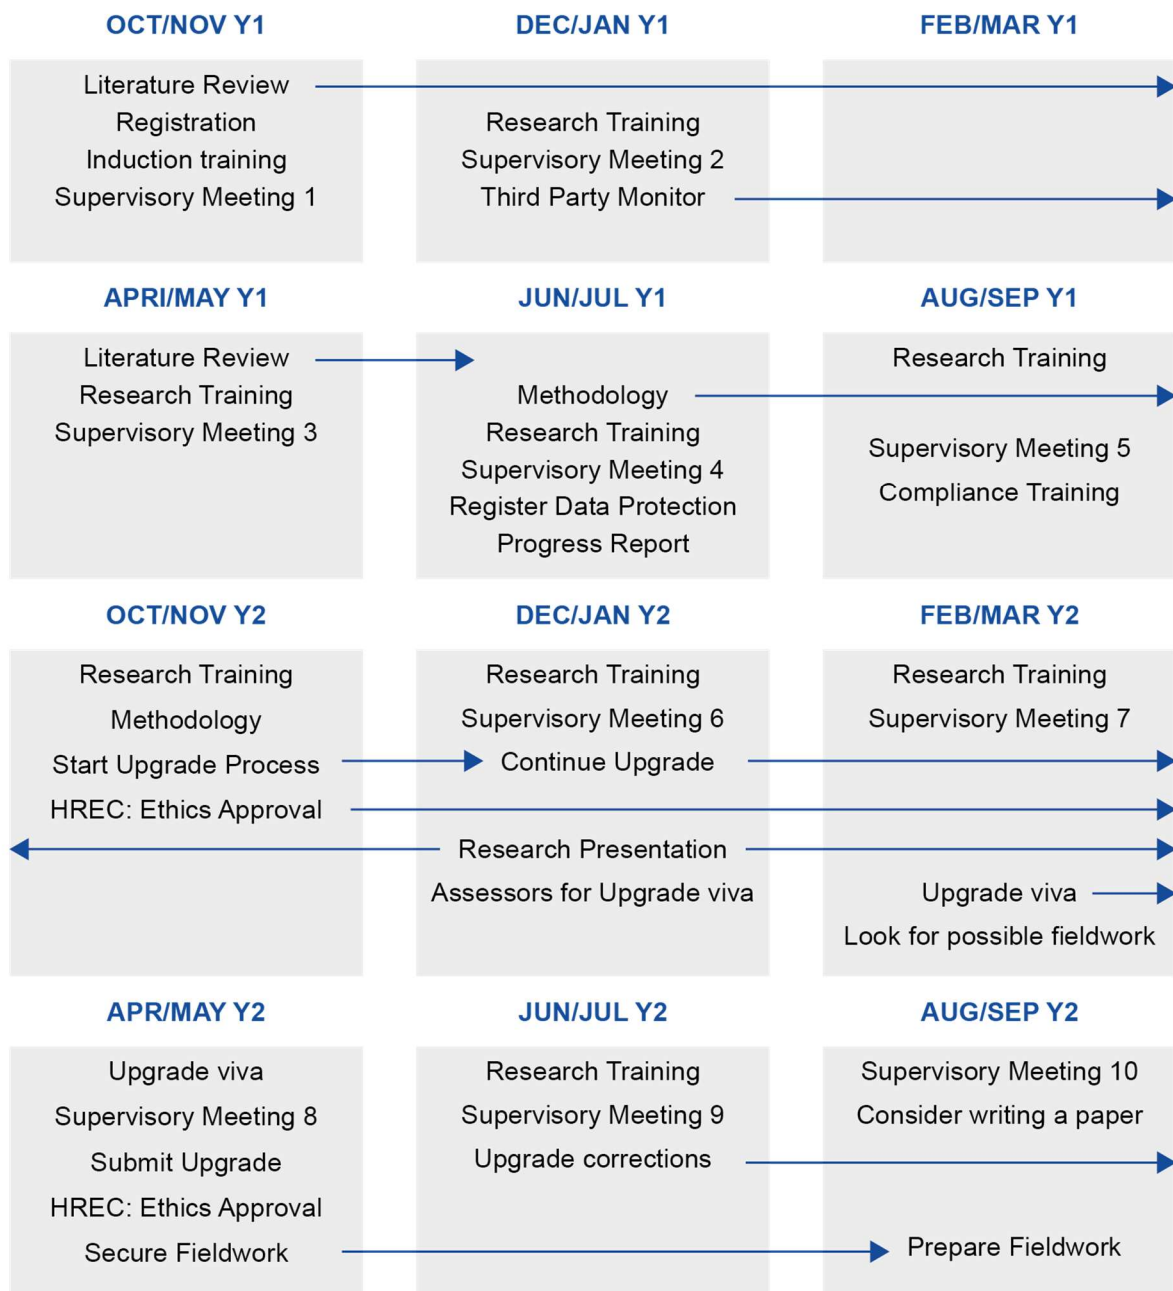 OCT/NOV Y1
Literature Review
Registration
Induction training
Supervisory Meeting 1
DEC/JAN Y1
Research Training
Supervisory Meeting 2
Third Party Monitor
FEB/MAR Y1
APRI/MAY Y1
Literature Review
Research Training
Supervisory Meeting 3
JUN/JUL Y1
Methodology
Research Training
Supervisory Meeting 4
Register Data Protection
Progress Report
AUG/SEP Y1
Research Training
Supervisory Meeting 5
Compliance Training
OCT/NOV Y2
Research Training
Methodology
Start Upgrade Process
HREC: Ethics Approval
DEC/JAN Y2
Research Training
Supervisory Meeting 6
Continue Upgrade
Research Presentation
Assessors for Upgrade viva
FEB/MAR Y2
Research Training
Supervisory Meeting 7
Upgrade viva
Look for possible fieldwork
APR/MAY Y2
Upgrade viva
Supervisory Meeting 8
Submit Upgrade
HREC: Ethics Approval
Secure Fieldwork
JUN/JUL Y2
Research Training
Supervisory Meeting 9
Upgrade corrections
AUG/SEP Y2
Supervisory Meeting 10
Consider writing a paper
Prepare Fieldwork